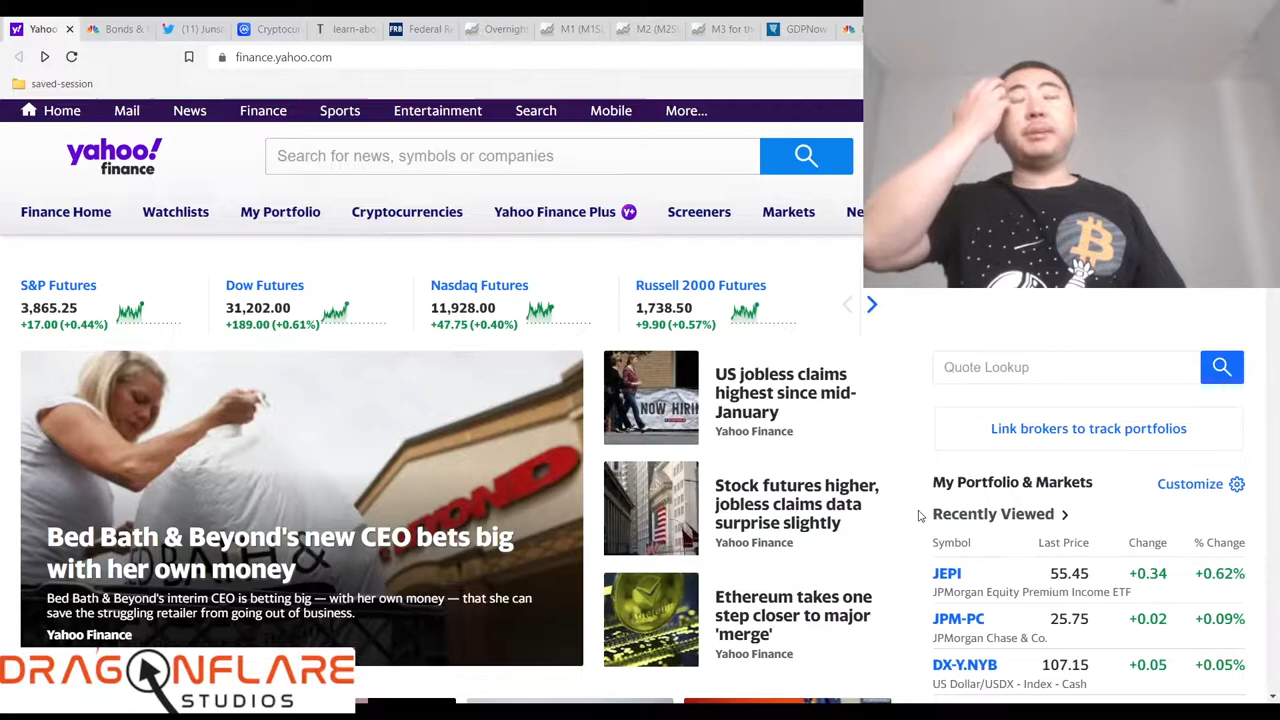 Yahoo
Bonds &
(11) Juns
Cryptocur
learn-abo
Federal R
Overnight
M1 (M1S
M2 (M2S
M3 for th
GDPNow
finance.yahoo.com
saved-session
Home Mail News Finance Sports Entertainment Search Mobile More...
yahoo!
finance
Search for news, symbols or companies
Finance Home Watchlists My Portfolio Cryptocurrencies Yahoo Finance Plus y+ Screeners Markets Ne
S&P Futures
3,865.25
+17.00 (+0.44%)
Dow Futures
31,202.00
+189.00 (+0.61%)
Nasdaq Futures
11,928.00
+47.75 (+0.40%)
Russell 2000 Futures
1,738.50
+9.90 (+0.57%)
Bed Bath & Beyond's new CEO bets big
with her own money
Bed Bath & Beyond's interim CEO is betting big — with her own money — that she can
save the struggling retailer from going out of business.
Yahoo Finance
NOW HIRI
US jobless claims
highest since mid-
January
Yahoo Finance
Stock futures higher,
jobless claims data
surprise slightly
Yahoo Finance
Ethereum takes one
step closer to major
'merge'
Yahoo Finance
Quote Lookup
Link brokers to track portfolios
My Portfolio & Markets
Customize
Recently Viewed
Symbol Last Price Change % Change
JEPI 55.45 +0.34 +0.62%
JPMorgan Equity Premium Income ETF
JPM-PC 25.75 +0.02 +0.09%
JPMorgan Chase & Co.
DX-Y.NYB 107.15 +0.05 +0.05%
US Dollar/USDX - Index - Cash
DRAGONFLARE
STUDIOS